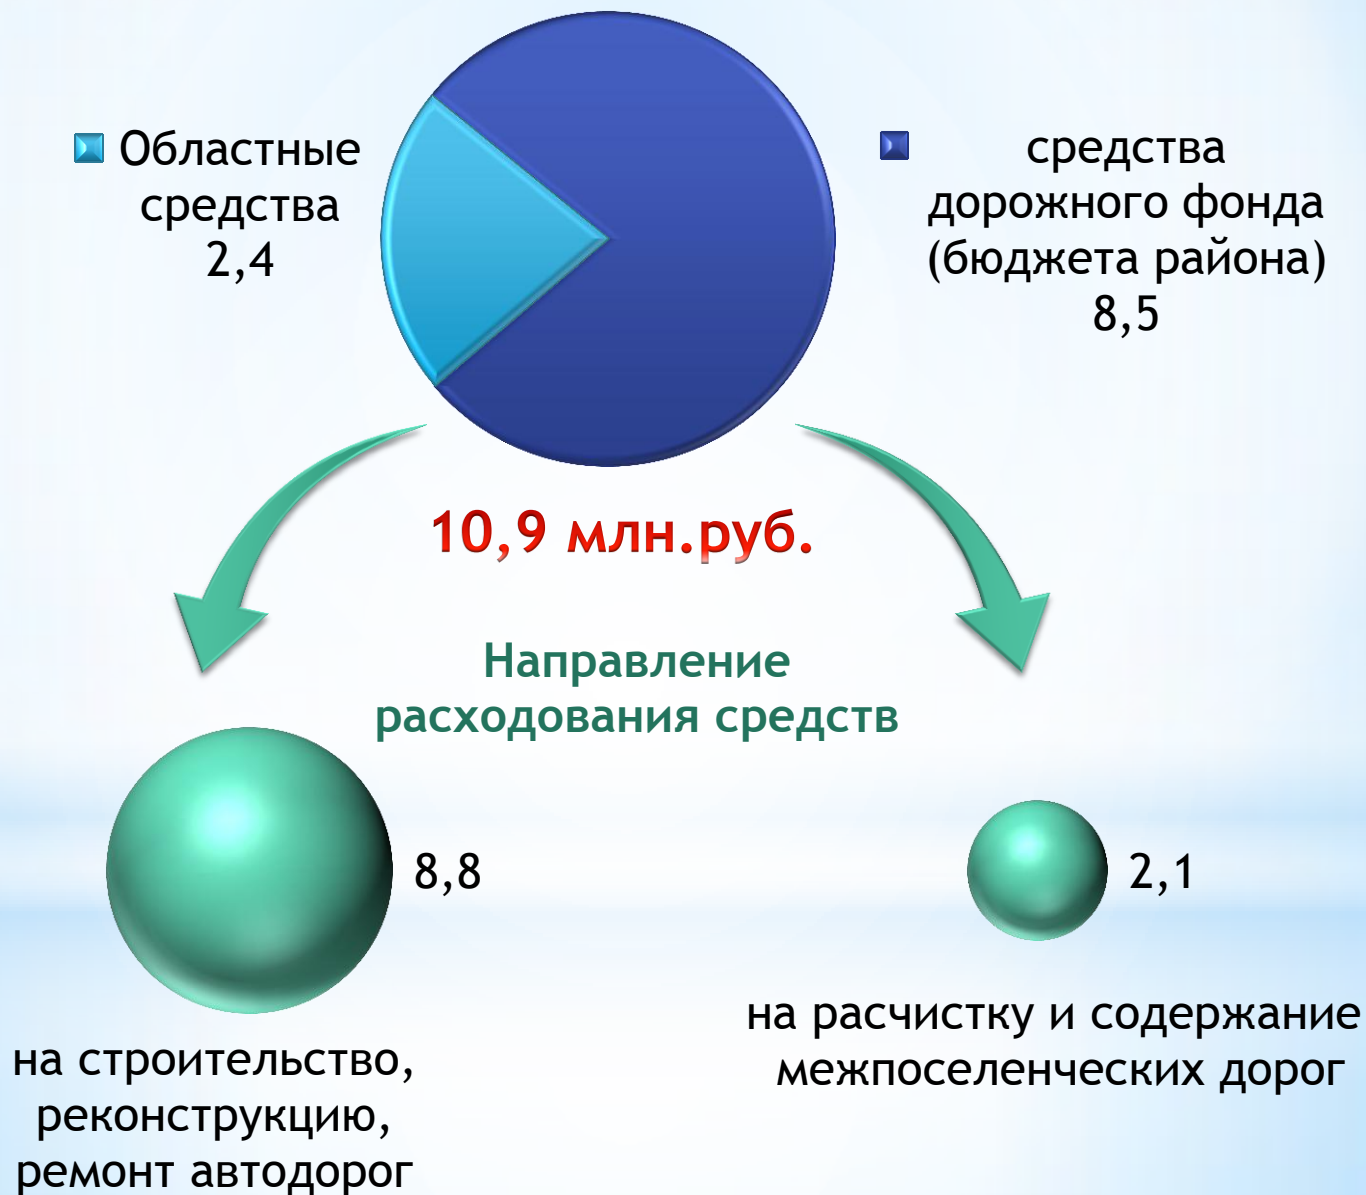 Областные
средства
2,4
средства
дорожного фонда
(бюджета района)
8,5
10,9 млн.руб.
Направление
расходования средств
8,8
2,1
на строительство,
реконструкцию,
ремонт автодорог
на расчистку и содержание
межпоселенческих дорог